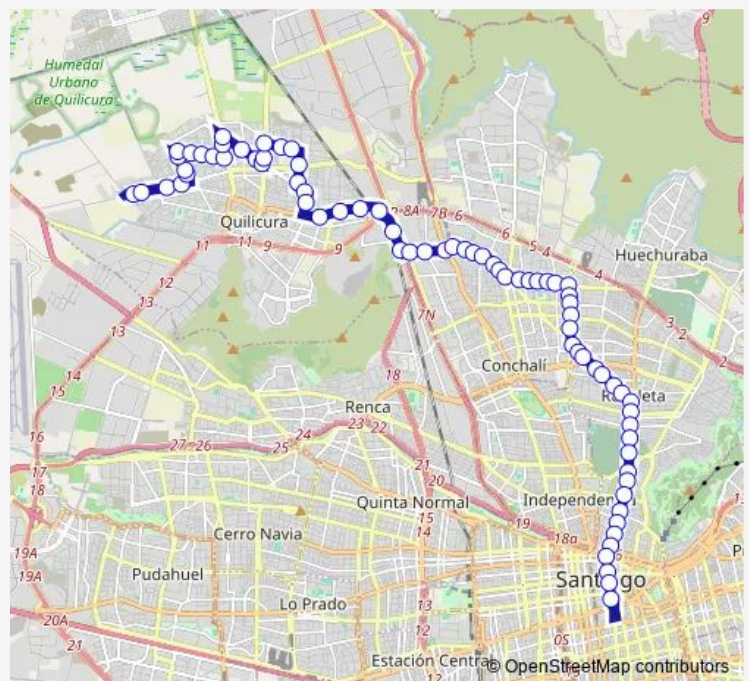 9
Humedal
Urbano
de Quilicura
8A 7B 6
6
5
4
Quilicura
11
11
9
9
Huechuraba
4
12
13
3
2
2
13
7N
14
15
18
Conchalí
Renca
16
27
26
25
24
23
22
17
18
21
20
Quinta Normal
Independen
15
14
19
18a
Cerro Navia
19A
19A
Pudahuel
Santiago
Lo Prado
13
12
20A
21
0S
Estación Central
© OpenStreetMap contributors